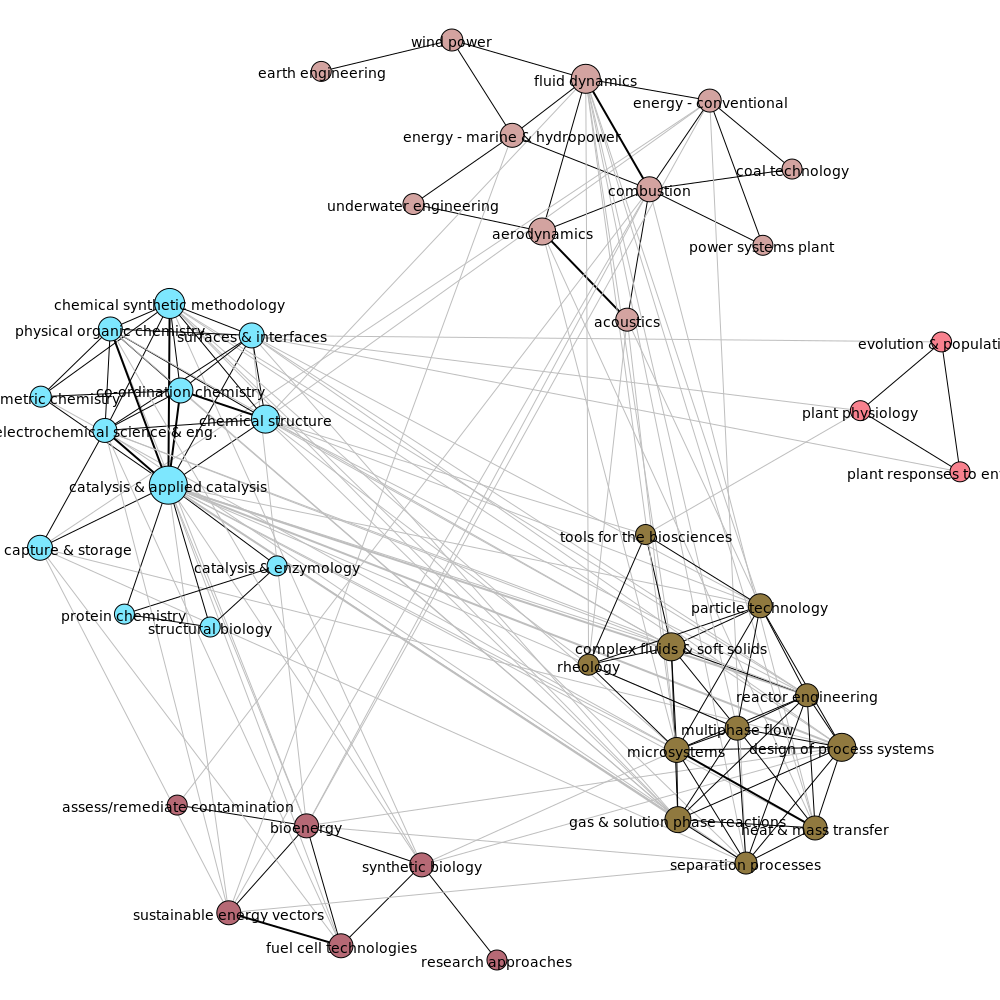 wind power
earth engineering
fluid dynamics
energy - conventional
energy - marine & hydropower
coal technology
combustion
underwater engineering
aerodynamics
power systems plant
chemical synthetic methodology
acoustics
physical organic chemistry
surfaces & interfaces
evolution & populati
co-ordination chemistry
metric chemistry
plant physiology
chemical structure
electrochemical science & eng.
plant responses to en
catalysis & applied catalysis
tools for the biosciences
capture & storage
catalysis & enzymology
particle technology
protein chemistry
structural biology
complex fluids & soft solids
rheology
reactor engineering
multiphase flow
design of process systems
microsystems
assess/remediate contamination
gas & solution phase reactions
bioenergy
heat & mass transfer
separation processes
synthetic biology
sustainable energy vectors
fuel cell technologies
research approaches